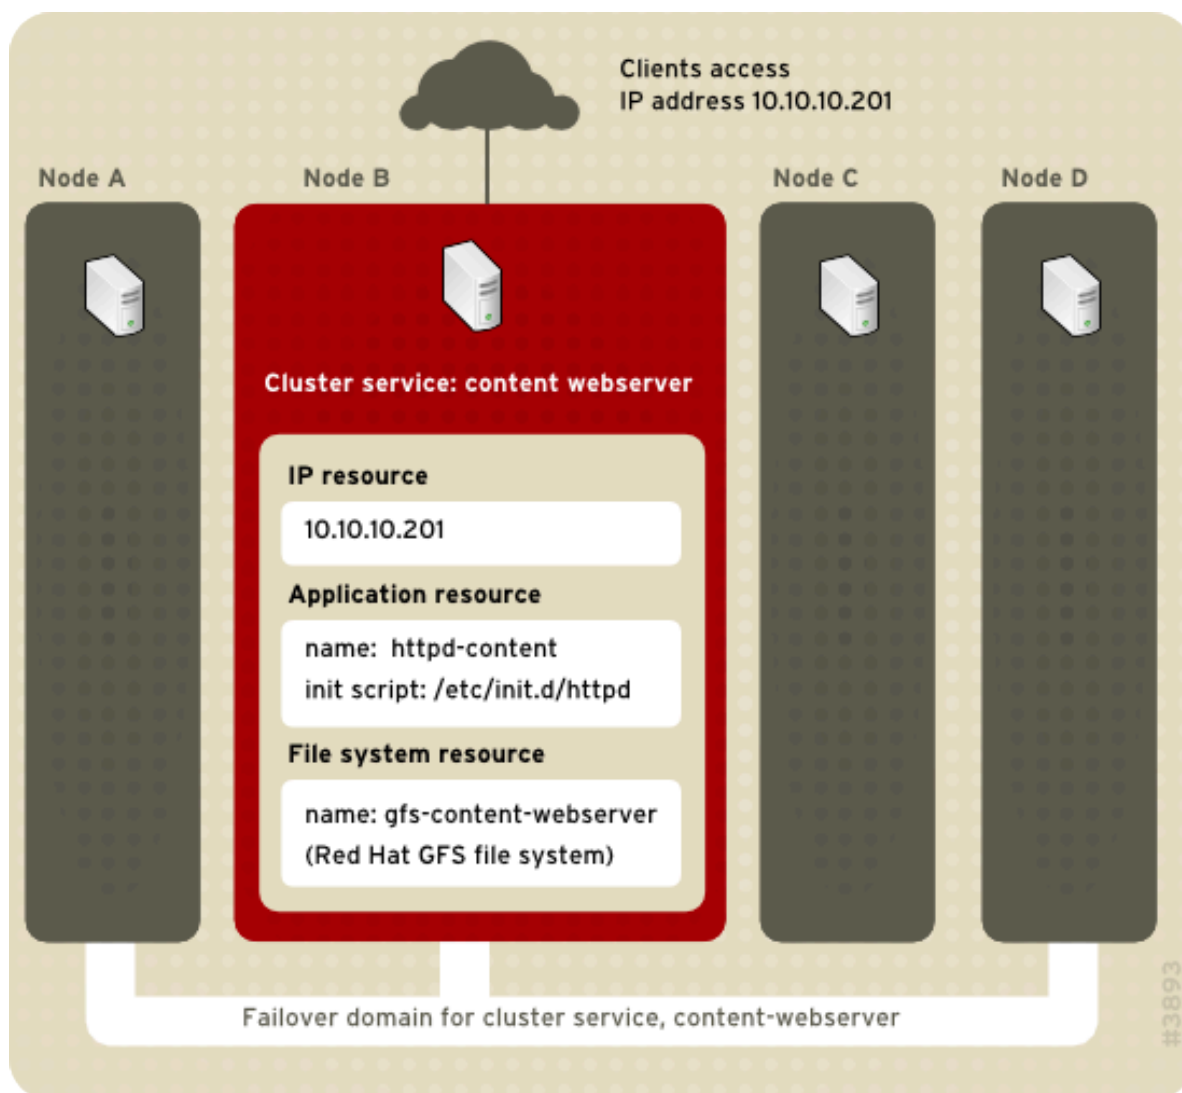 Clients access
IP address 10.10.10.201
Node A
Node B
Node C
Node D
Cluster service: content webserver
IP resource
10.10.10.201
Application resource
name: httpd-content
init script: /etc/init.d/httpd
File system resource
name: gfs-content-webserver
(Red Hat GFS file system)
Failover domain for cluster service, content-webserver
#3893